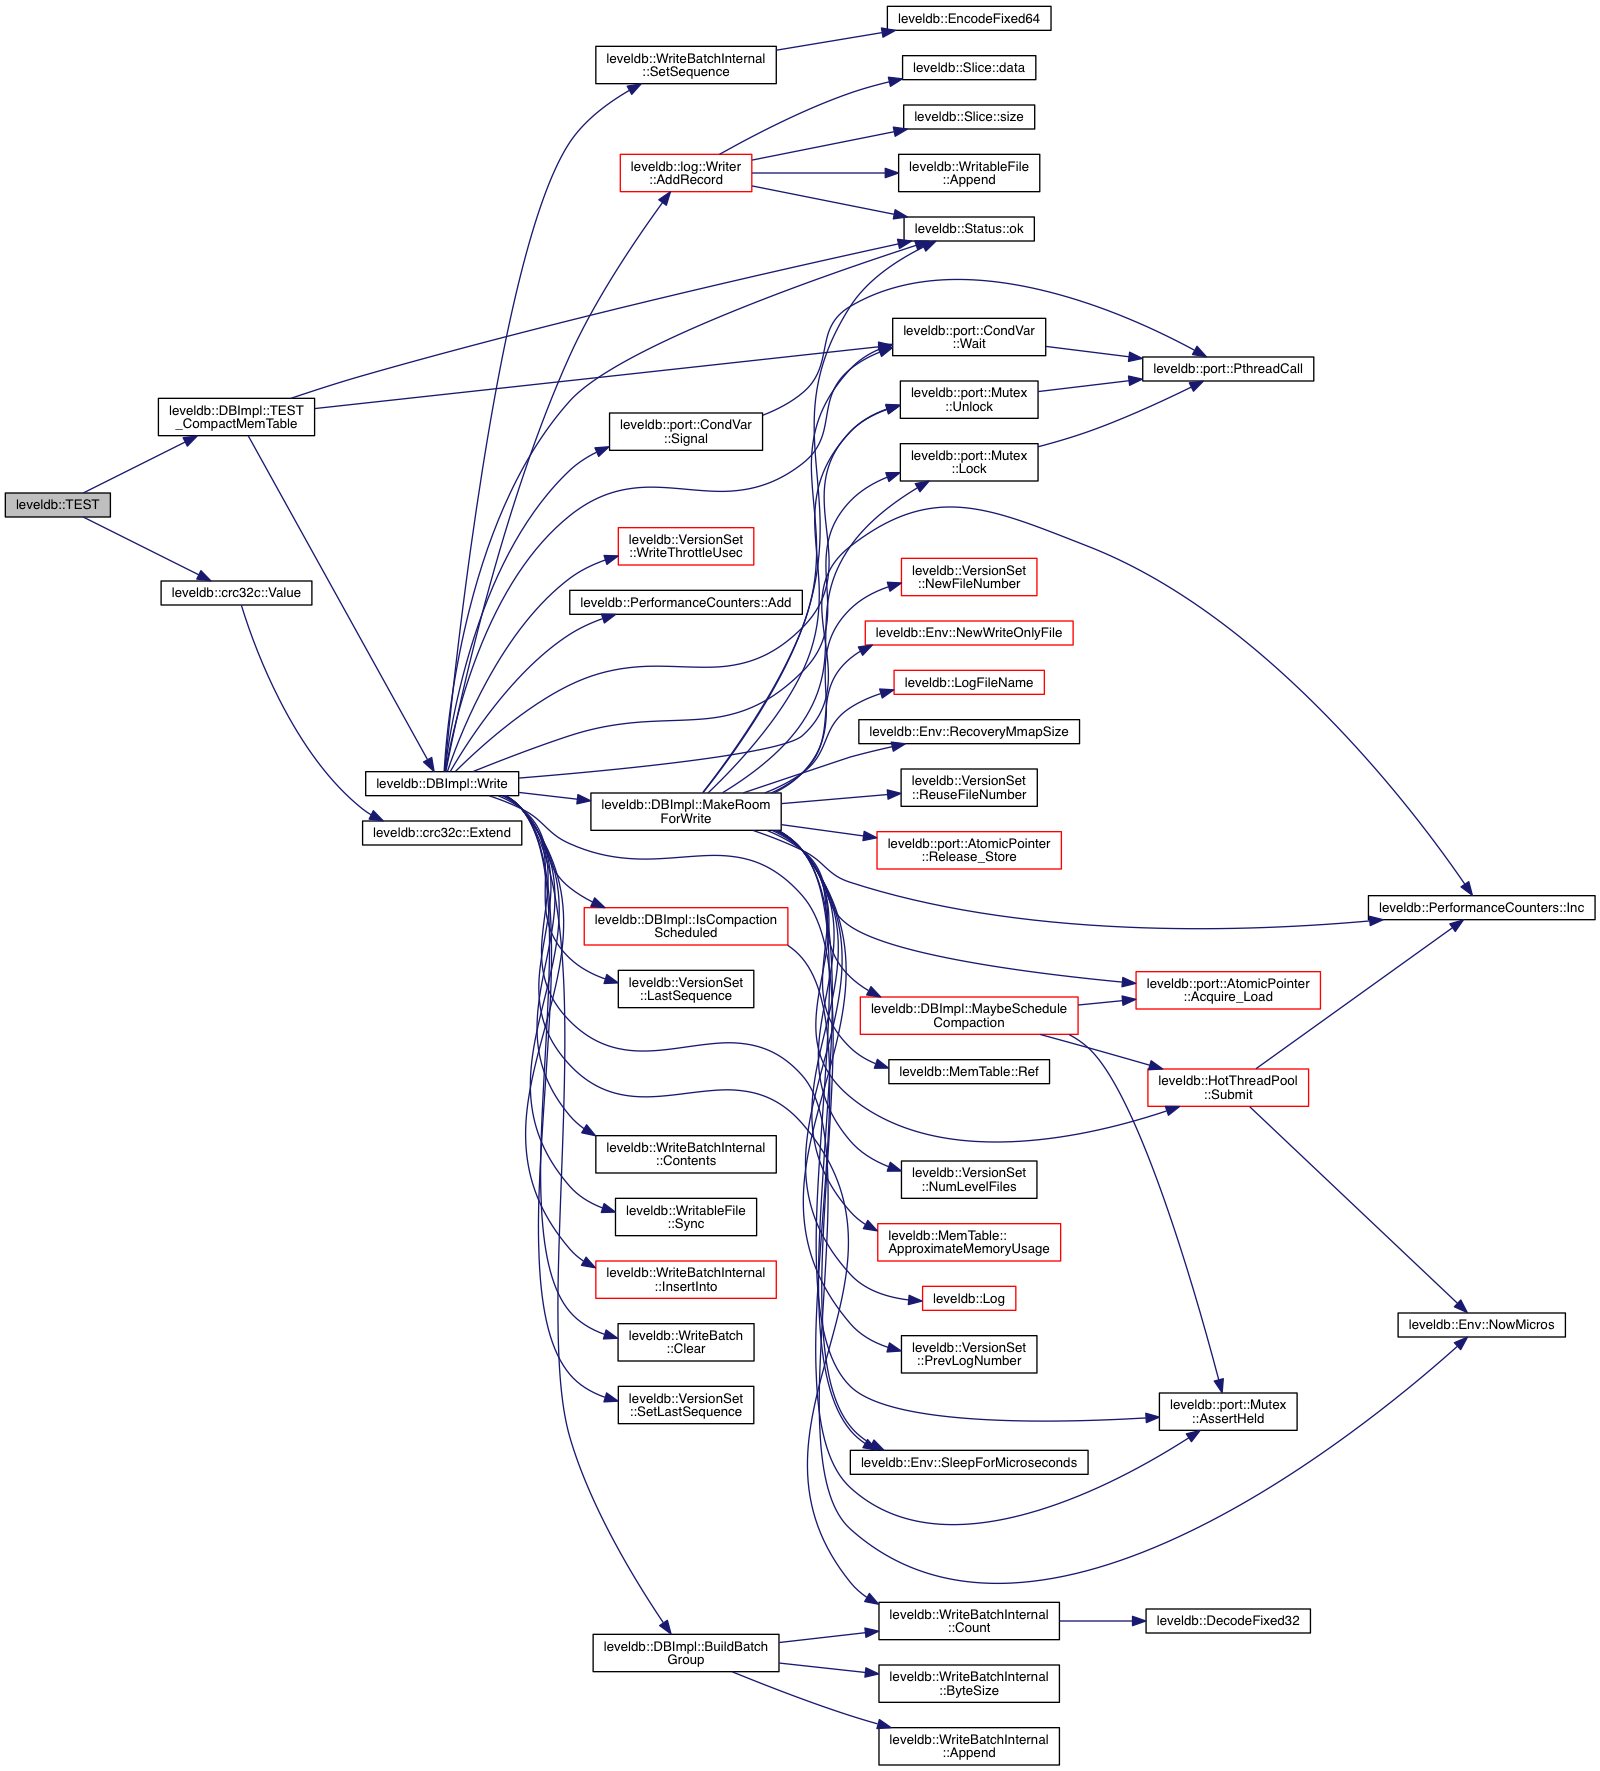 leveldb::EncodeFixed64
leveldb::WriteBatchInternal
::SetSequence
leveldb::Slice::data
leveldb::Slice::size
leveldb::log::Writer
::AddRecord
leveldb::WritableFile
::Append
leveldb::Status::ok
leveldb::port::CondVar
::Wait
leveldb::port::PthreadCall
leveldb::DBImpl::TEST
_CompactMemTable
leveldb::port::Mutex
::Unlock
leveldb::port::CondVar
::Signal
leveldb::port::Mutex
::Lock
leveldb::TEST
leveldb::VersionSet
::WriteThrottleUsec
leveldb::VersionSet
::NewFileNumber
leveldb::crc32c::Value
leveldb::PerformanceCounters::Add
leveldb::Env::NewWriteOnlyFile
leveldb::LogFileName
leveldb::Env::RecoveryMmapSize
leveldb::DBImpl::Write
leveldb::VersionSet
::ReuseFileNumber
leveldb::DBImpl::MakeRoom
ForWrite
leveldb::crc32c::Extend
leveldb::port::AtomicPointer
::Release_Store
leveldb::PerformanceCounters::Inc
leveldb::DBImpl::IsCompaction
Scheduled
leveldb::VersionSet
::LastSequence
leveldb::port::AtomicPointer
::Acquire_Load
leveldb::DBImpl::MaybeSchedule
Compaction
leveldb::MemTable::Ref
leveldb::HotThreadPool
::Submit
leveldb::WriteBatchInternal
::Contents
leveldb::VersionSet
::NumLevelFiles
leveldb::WritableFile
::Sync
leveldb::MemTable::
ApproximateMemoryUsage
leveldb::WriteBatchInternal
::InsertInto
leveldb::Log
leveldb::Env::NowMicros
leveldb::WriteBatch
::Clear
leveldb::VersionSet
::PrevLogNumber
leveldb::VersionSet
::SetLastSequence
leveldb::port::Mutex
::AssertHeld
leveldb::Env::SleepForMicroseconds
leveldb::WriteBatchInternal
::Count
leveldb::DecodeFixed32
leveldb::DBImpl::BuildBatch
Group
leveldb::WriteBatchInternal
::ByteSize
leveldb::WriteBatchInternal
::Append